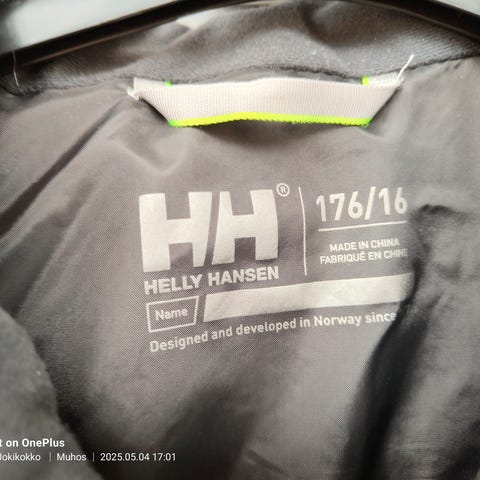 HH®
176/16
MADE IN CHINA
FABRIQUÉ EN CHINE
HELLY HANSEN
Name
Designed and developed in Norway since
t on OnePlus
Jokikokko | Muhos | 2025.05.04 17:01